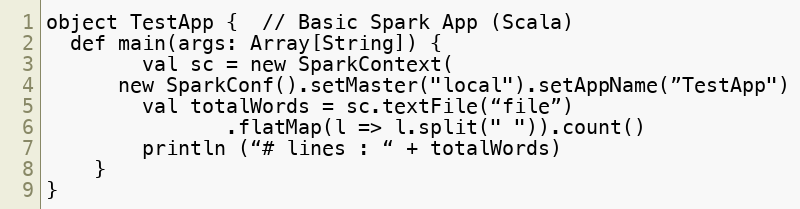 1 object TestApp {  // Basic Spark App (Scala)
2   def main(args: Array[String]) {
3         val sc = new SparkContext(
4       new SparkConf().setMaster("local").setAppName(”TestApp")
5         val totalWords = sc.textFile(“file”)
6                .flatMap(l => l.split(" ")).count()
7         println (“# lines : “ + totalWords)
8     }
9 }